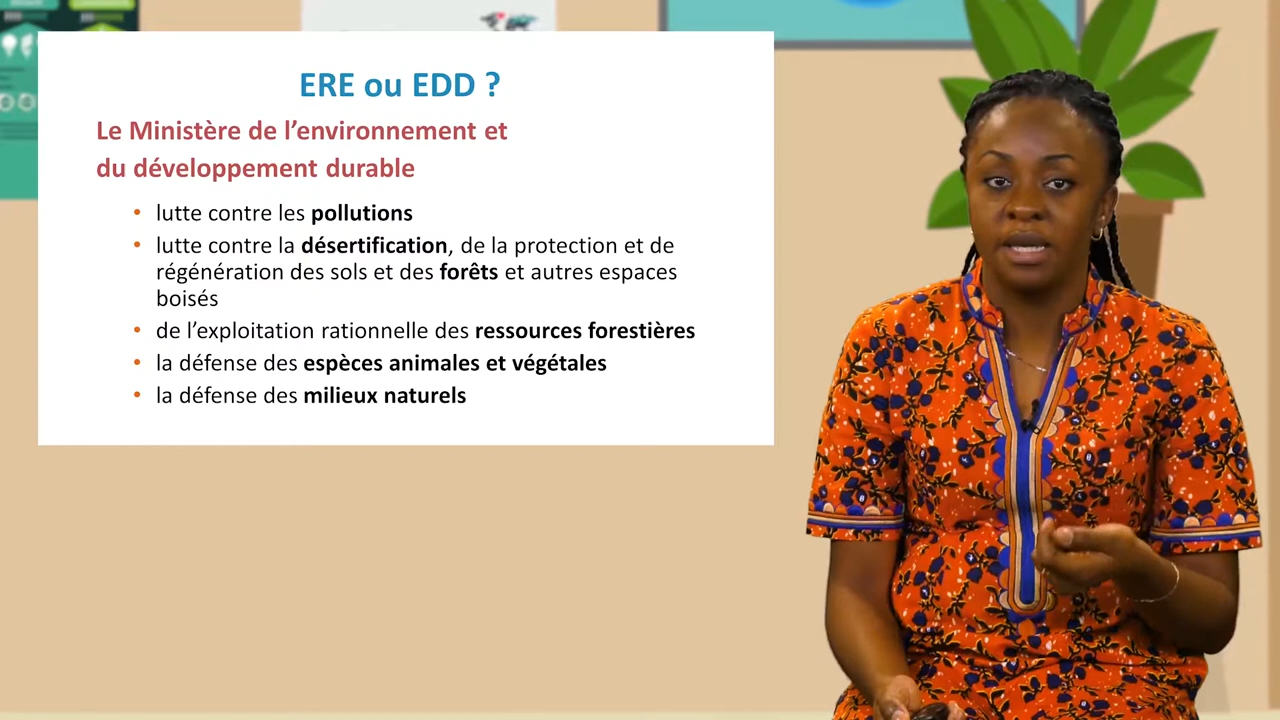 ERE ou EDD ?
Le Ministère de l’environnement et
du développement durable
• lutte contre les pollutions
• lutte contre la désertification, de la protection et de
régénération des sols et des forêts et autres espaces
boisés
• de l’exploitation rationnelle des ressources forestières
• la défense des espèces animales et végétales
• la défense des milieux naturels